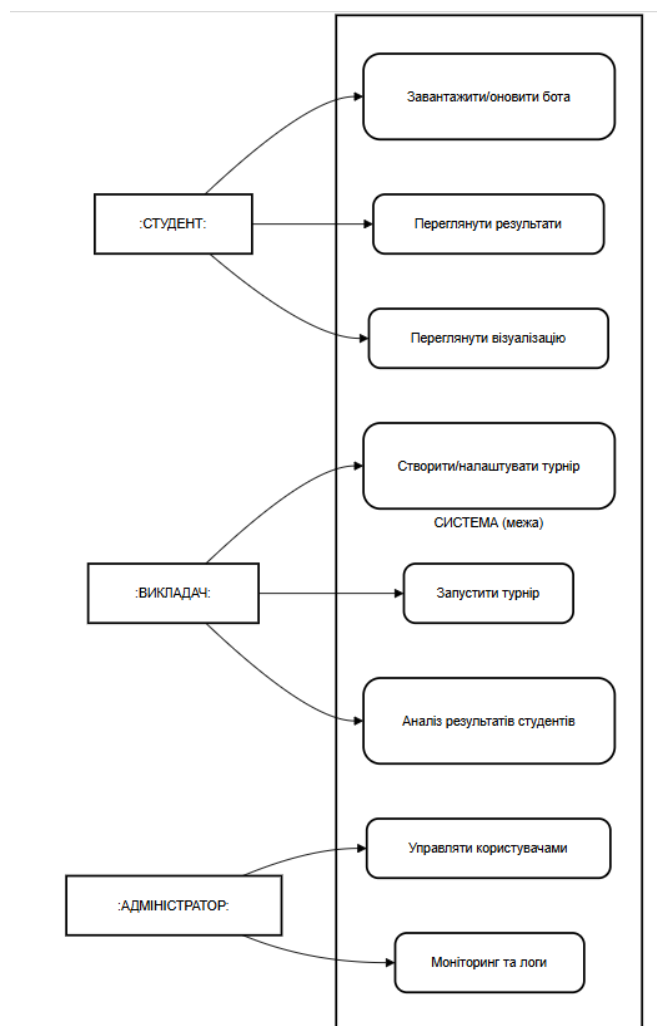 Завантажити/оновити бота
:СТУДЕНТ:
Переглянути результати
Переглянути візуалізацію
Створити/налаштувати турнір
СИСТЕМА (межа)
:ВИКЛАДАЧ:
Запустити турнір
Аналіз результатів студентів
Управляти користувачами
:АДМІНІСТРАТОР:
Моніторинг та логи